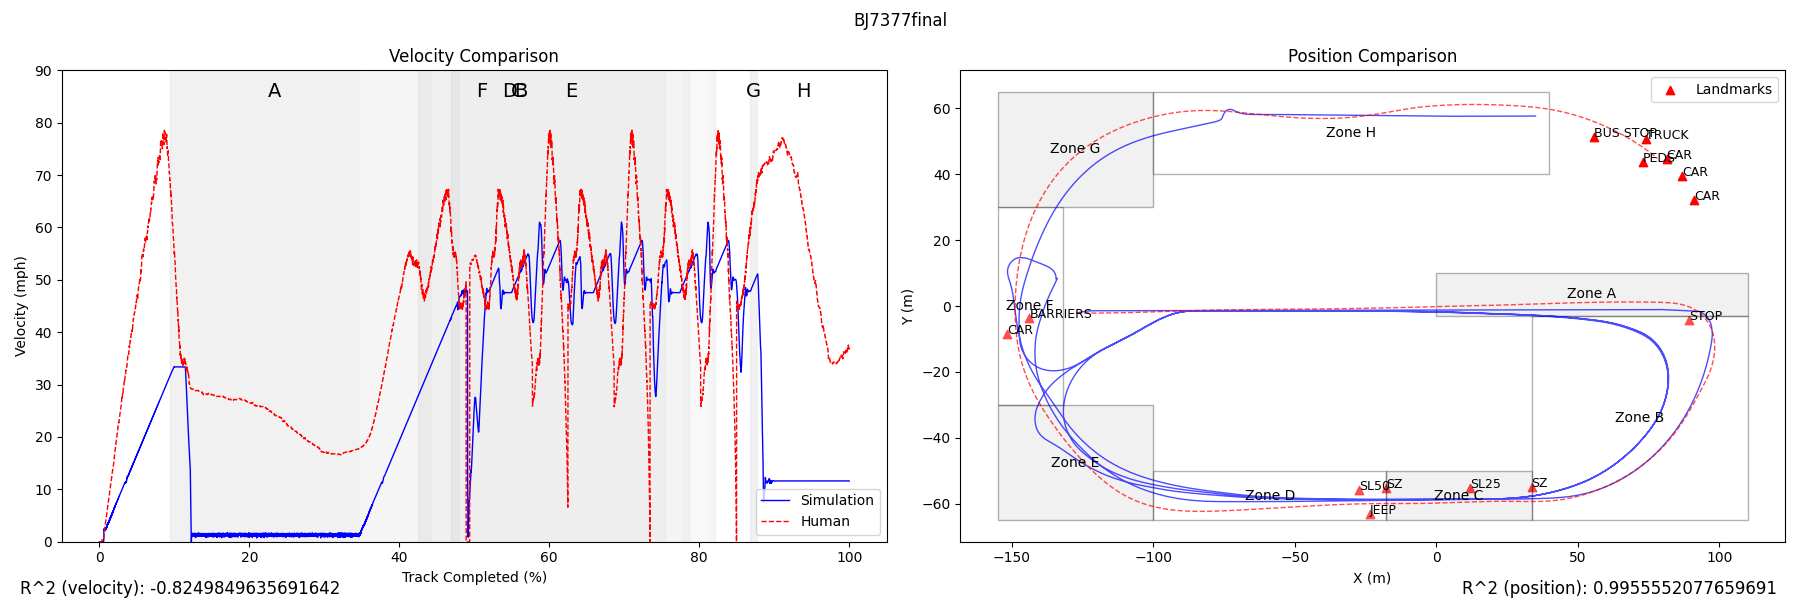 BJ7377final
Velocity Comparison
90
80
70
60
50
40
30
20
10
0
Velocity (mph)
A
F
D
B
E
G
H
Simulation
Human
0
20
40
60
80
100
Track Completed (%)
R^2 (velocity): -0.8249849635691642
Position Comparison
60
40
20
0
−20
−40
−60
Y (m)
Landmarks
BUS STOP
TRUCK
PEDS
CAR
CAR
CAR
Zone H
Zone G
Zone A
Zone F
BARRIERS
STOP
CAR
Zone B
Zone E
SL50
SZ
SL25
SZ
Zone D
Zone C
JEEP
−150
−100
−50
0
50
100
X (m)
R^2 (position): 0.9955552077659691